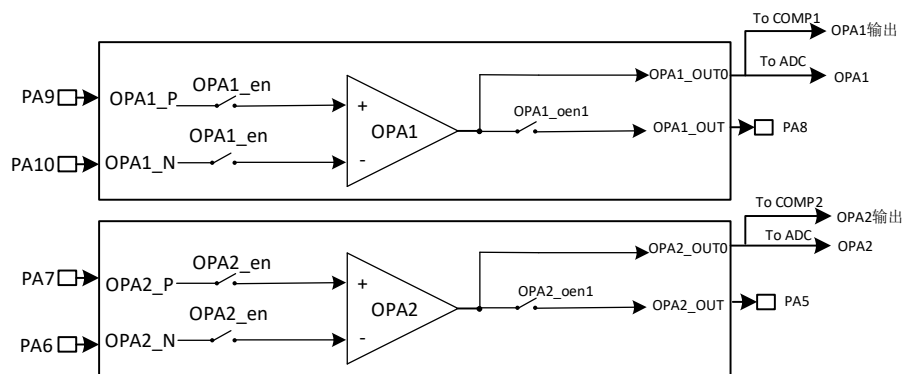 To COMP1
OPA1输出
To ADC
OPA1
OPA1_OUT0
PA9
OPA1_P
OPA1_en
+
OPA1
OPA1_oen1
OPA1_OUT
PA8
OPA1_en
PA10
OPA1_N
-
To COMP2
OPA2输出
To ADC
OPA2
OPA2_OUT0
PA7
OPA2_P
OPA2_en
+
OPA2
OPA2_oen1
OPA2_OUT
PA5
OPA2_en
PA6
OPA2_N
-